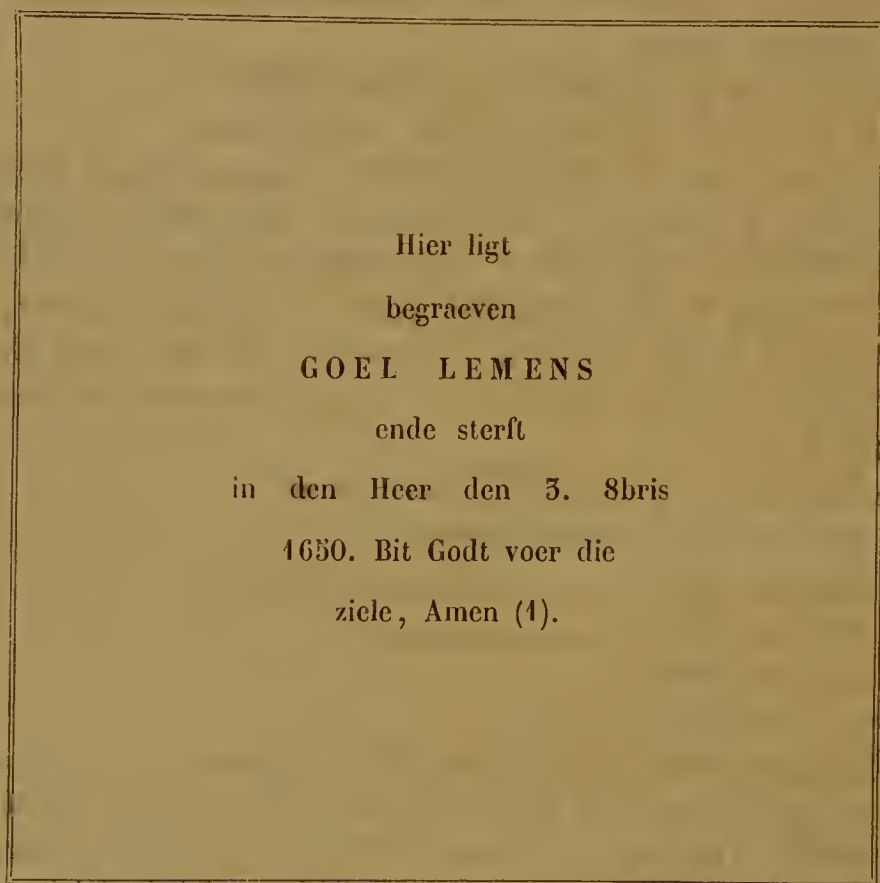 Hier ligt
begraeven
GOEL LEMENS
ende sterft
in den Heer den 3. 8bris
1650. Bit Godt voer die
ziele, Amen (1).